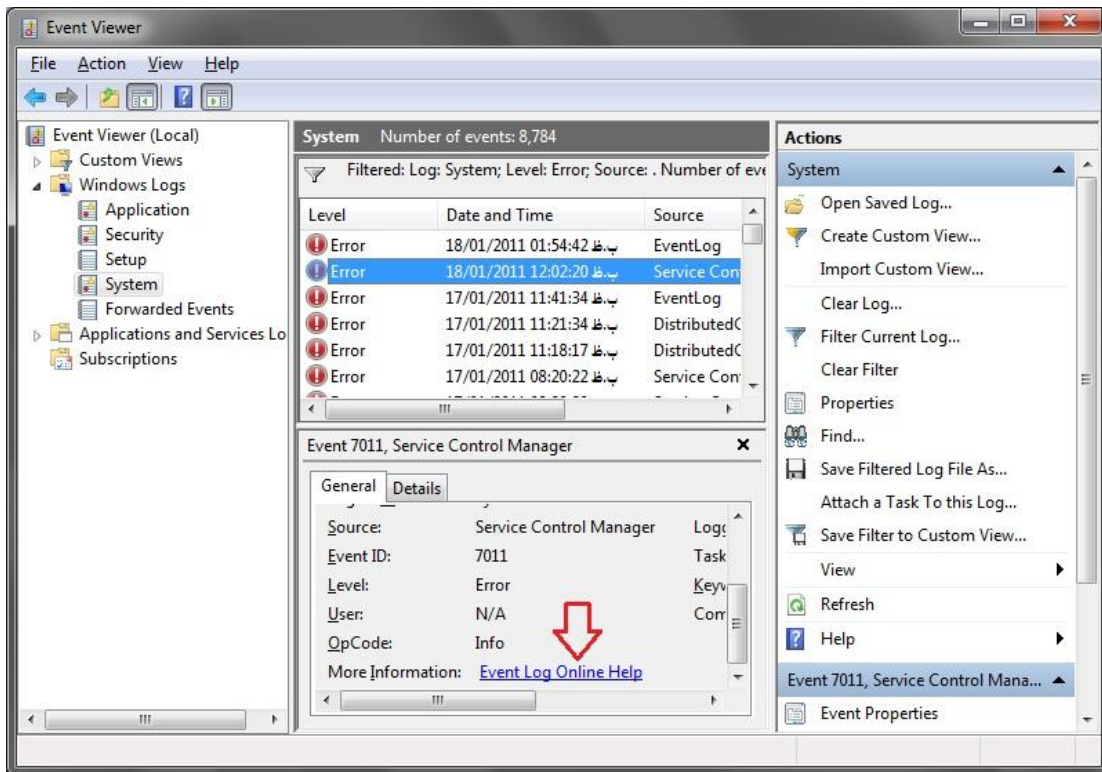 Event Viewer
File Action View Help
Event Viewer (Local)
Custom Views
Windows Logs
Application
Security
Setup
System
Forwarded Events
Applications and Services Lo
Subscriptions
System Number of events: 8,784
Filtered: Log: System; Level: Error; Source: . Number of eve
Level Date and Time Source
Error 18/01/2011 01:54:42 ب.ظ EventLog
Error 18/01/2011 12:02:20 ب.ظ Service Con
Error 17/01/2011 11:41:34 ب.ظ EventLog
Error 17/01/2011 11:21:34 ب.ظ DistributedC
Error 17/01/2011 11:18:17 ب.ظ DistributedC
Error 17/01/2011 08:20:22 ب.ظ Service Con
Event 7011, Service Control Manager
General Details
Source: Service Control Manager Logg
Event ID: 7011 Task
Level: Error Keyw
User: N/A Com
OpCode: Info
More Information: Event Log Online Help
Actions
System
Open Saved Log...
Create Custom View...
Import Custom View...
Clear Log...
Filter Current Log...
Clear Filter
Properties
Find...
Save Filtered Log File As...
Attach a Task To this Log...
Save Filter to Custom View...
View
Refresh
Help
Event 7011, Service Control Mana...
Event Properties